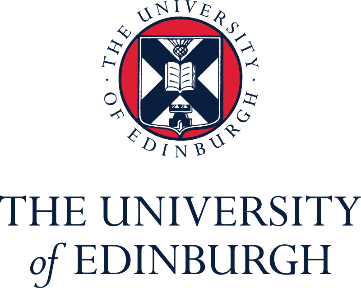 · THE UNIVERSITY ·
OF EDINBURGH
THE UNIVERSITY
of EDINBURGH